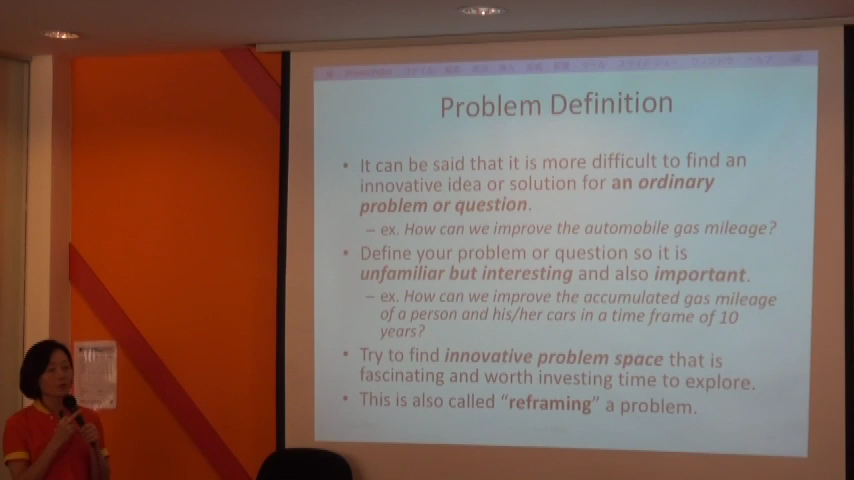 Problem Definition
• It can be said that it is more difficult to find an
innovative idea or solution for an ordinary
problem or question.
– ex. How can we improve the automobile gas mileage?
• Define your problem or question so it is
unfamiliar but interesting and also important.
– ex. How can we improve the accumulated gas mileage
of a person and his/her cars in a time frame of 10
years?
• Try to find innovative problem space that is
fascinating and worth investing time to explore.
• This is also called “reframing” a problem.